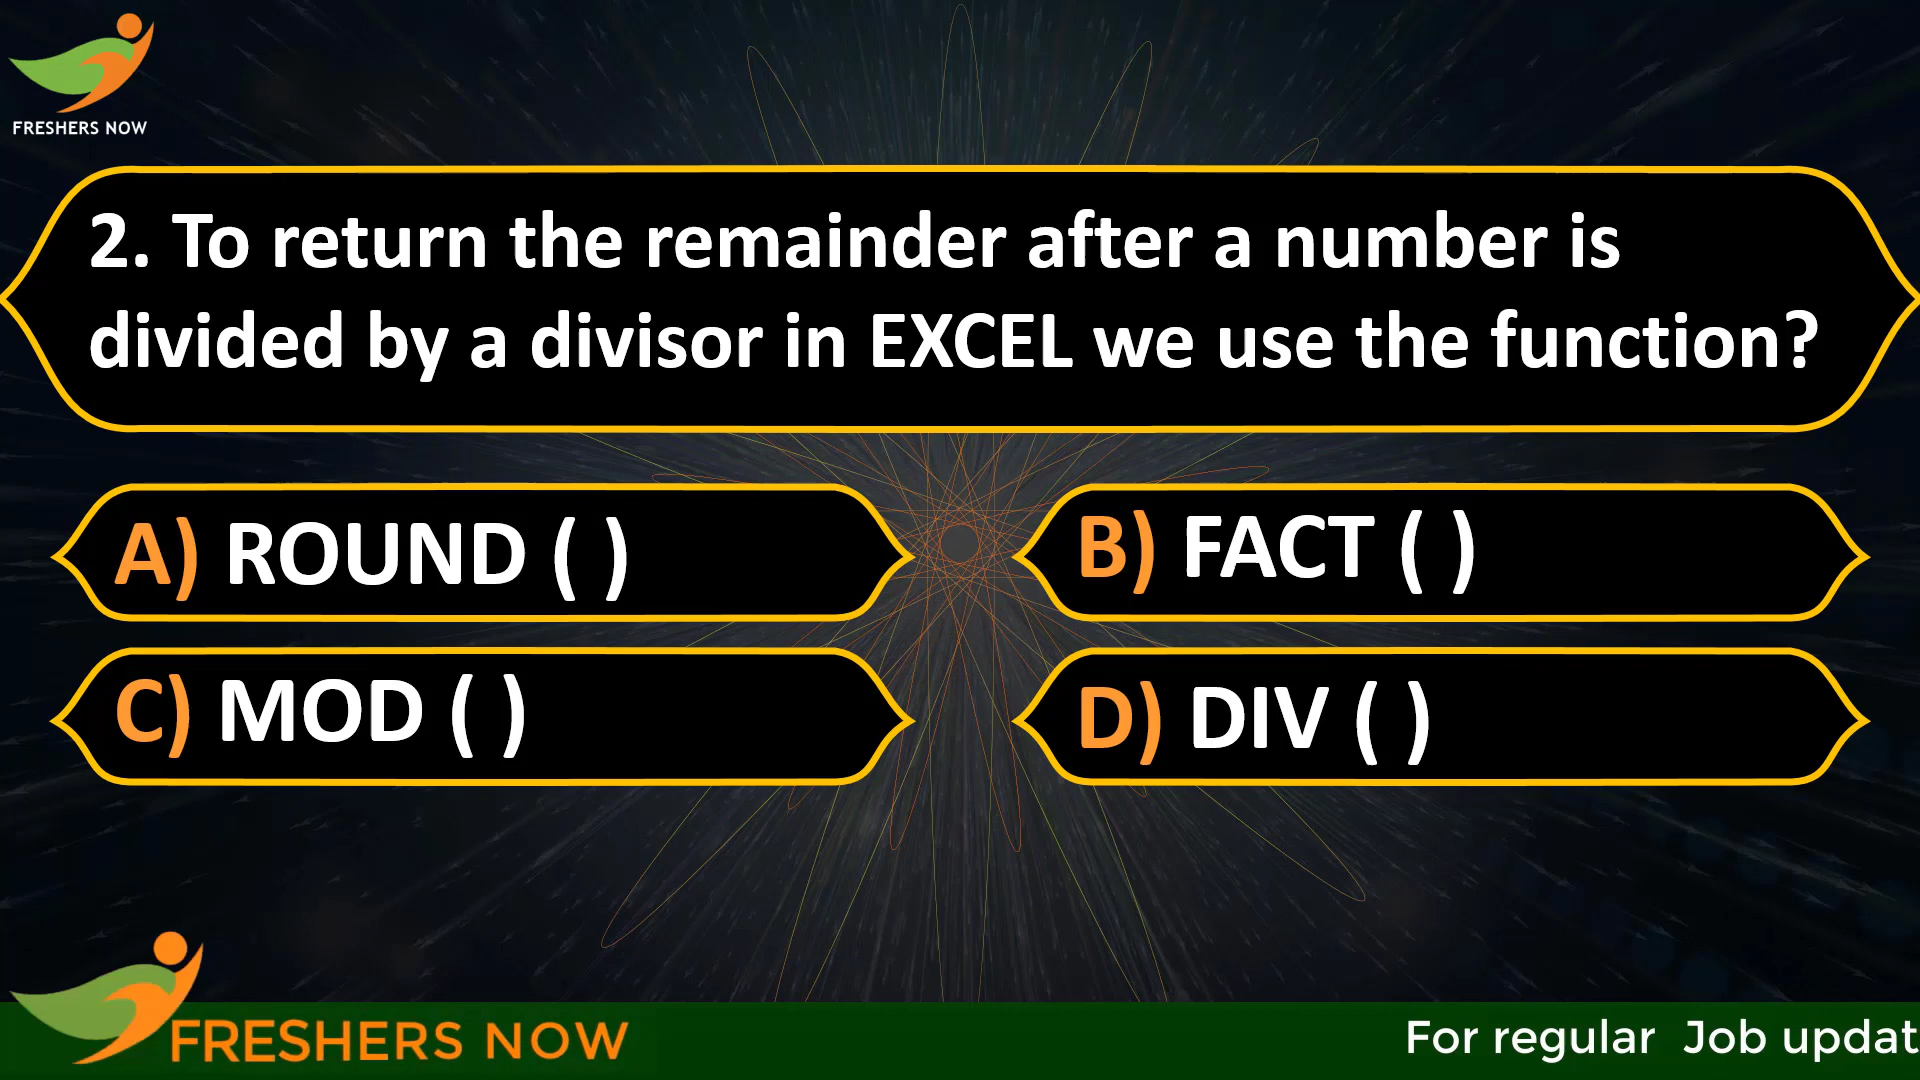 FRESHERS NOW
2. To return the remainder after a number is
divided by a divisor in EXCEL we use the function?
A) ROUND ( )
B) FACT ( )
C) MOD ( )
D) DIV ( )
FRESHERS NOW
For regular Job updat